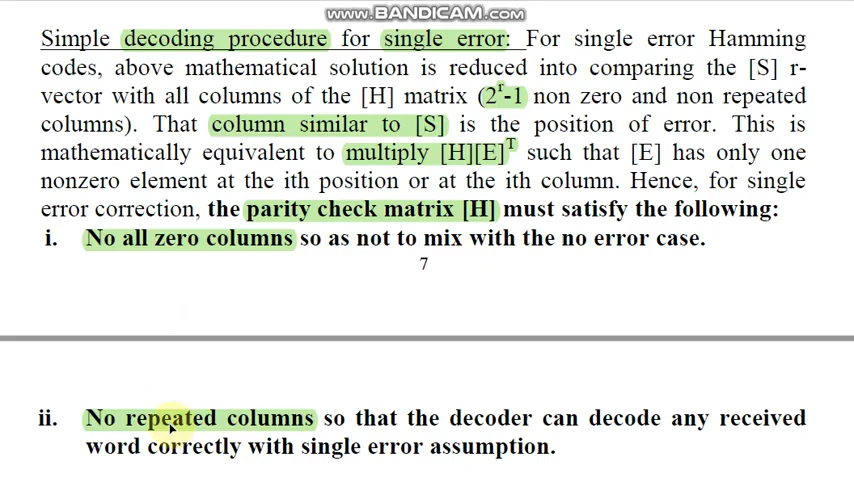 www.BANDICAM.com
Simple decoding procedure for single error: For single error Hamming
codes, above mathematical solution is reduced into comparing the [S] r-
vector with all columns of the [H] matrix (2^r-1 non zero and non repeated
columns). That column similar to [S] is the position of error. This is
mathematically equivalent to multiply [H][E]^T such that [E] has only one
nonzero element at the ith position or at the ith column. Hence, for single
error correction, the parity check matrix [H] must satisfy the following:
i. No all zero columns so as not to mix with the no error case.
7
ii. No repeated columns so that the decoder can decode any received
word correctly with single error assumption.